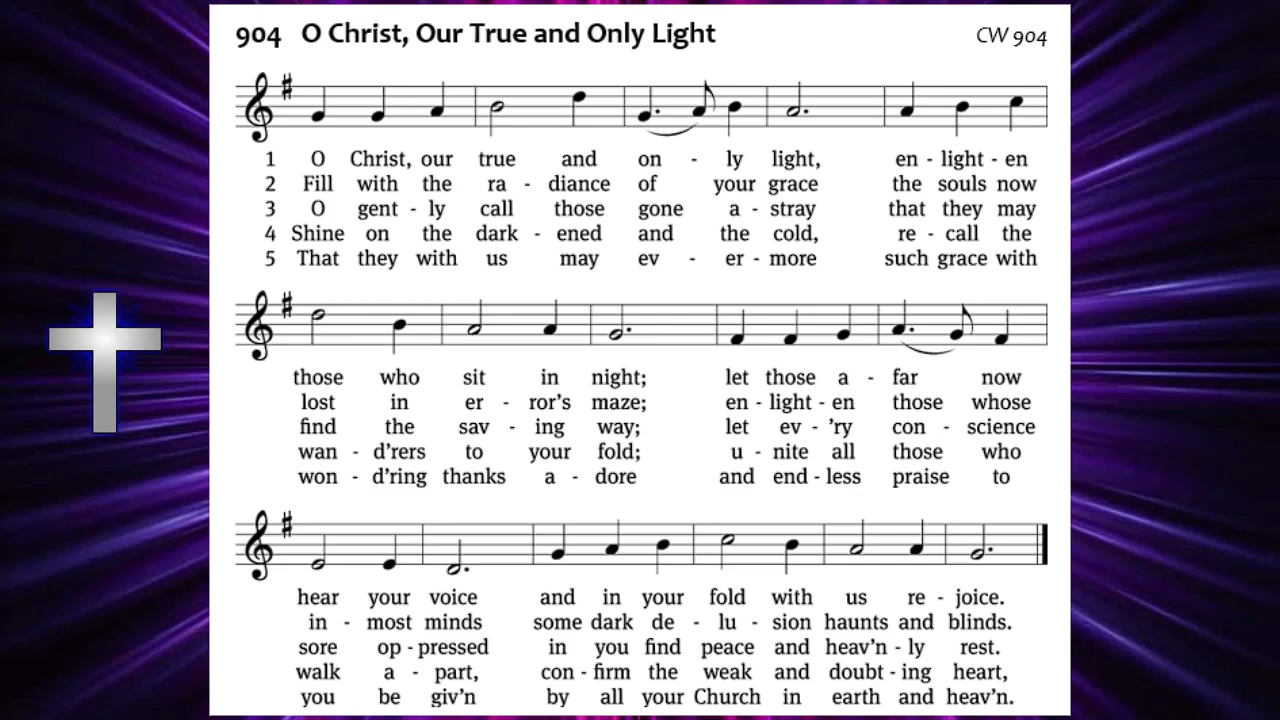 904 O Christ, Our True and Only Light CW 904
1 O Christ, our true and on - ly light, en - light - en
2 Fill with the ra - diance of your grace the souls now
3 O gent - ly call those gone a - stray that they may
4 Shine on the dark - ened and the cold, re - call the
5 That they with us may ev - er - more such grace with
those who sit in night; let those a - far now
lost in er - ror's maze; en - light - en those whose
find the sav - ing way; let ev - 'ry con - science
wan - d'rers to your fold; u - nite all those who
won - d'ring thanks a - dore and end - less praise to
hear your voice and in your fold with us re - joice.
in - most minds some dark de - lu - sion haunts and blinds.
sore op - pressed in you find peace and heav'n - ly rest.
walk a - part, con - firm the weak and doubt - ing heart,
you be giv'n by all your Church in earth and heav'n.